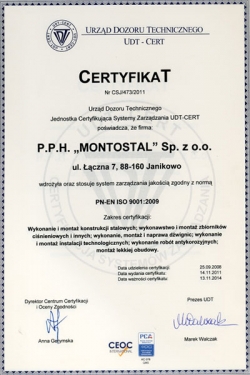 URZĄD DOZORU TECHNICZNEGO
UDT - CERT
CERTYFIKAT
Nr CSJ/473/2011
Urząd Dozoru Technicznego
Jednostka Certyfikująca Systemy Zarządzania UDT-CERT
poświadcza, że firma:
P.P.H. „MONTOSTAL” Sp. z o.o.
ul. Łączna 7, 88-160 Janikowo
wdrożyła oraz stosuje system zarządzania jakością zgodny z normą
PN-EN ISO 9001:2009
Zakres certyfikacji:
Wykonanie i montaż konstrukcji stalowych; wykonawstwo i montaż zbiorników
ciśnieniowych i innych; wykonanie, montaż i naprawa dźwignic; wykonanie
i montaż instalacji technologicznych; wykonanie robót antykorozyjnych;
montaż lekkiej obudowy.
Data udzielenia certyfikacji 25.09.2008
Data wydania certyfikatu 14.11.2011
Data ważności certyfikatu 13.11.2014
Dyrektor Centrum Certyfikacji
i Oceny Zgodności
Prezes UDT
Anna Gaczyńska
Marek Walczak
CEOC
INTERNATIONAL
PCA